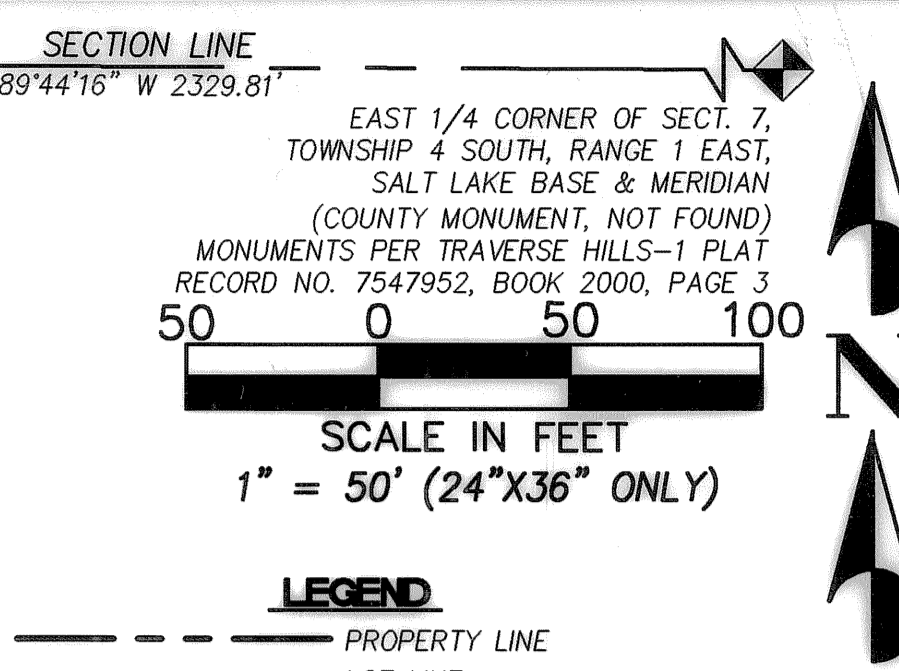 SECTION LINE
89°44'16" W 2329.81'
EAST 1/4 CORNER OF SECT. 7,
TOWNSHIP 4 SOUTH, RANGE 1 EAST,
SALT LAKE BASE & MERIDIAN
(COUNTY MONUMENT, NOT FOUND)
MONUMENTS PER TRAVERSE HILLS-1 PLAT
RECORD NO. 7547952, BOOK 2000, PAGE 3
50 0 50 100
N
SCALE IN FEET
1" = 50' (24"X36" ONLY)
LEGEND
PROPERTY LINE